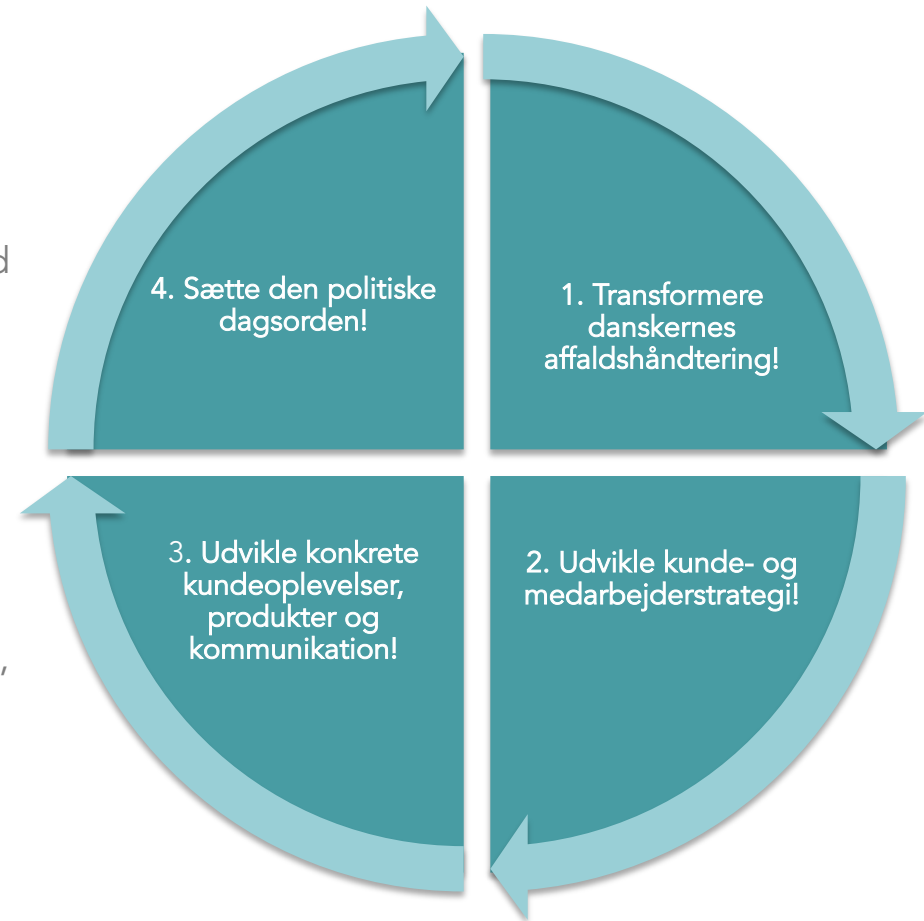 1. Transformere
danskernes
affaldshåndtering!
2. Udvikle kunde- og
medarbejderstrategi!
3. Udvikle konkrete
kundeoplevelser,
produkter og
kommunikation!
4. Sætte den politiske
dagsorden!